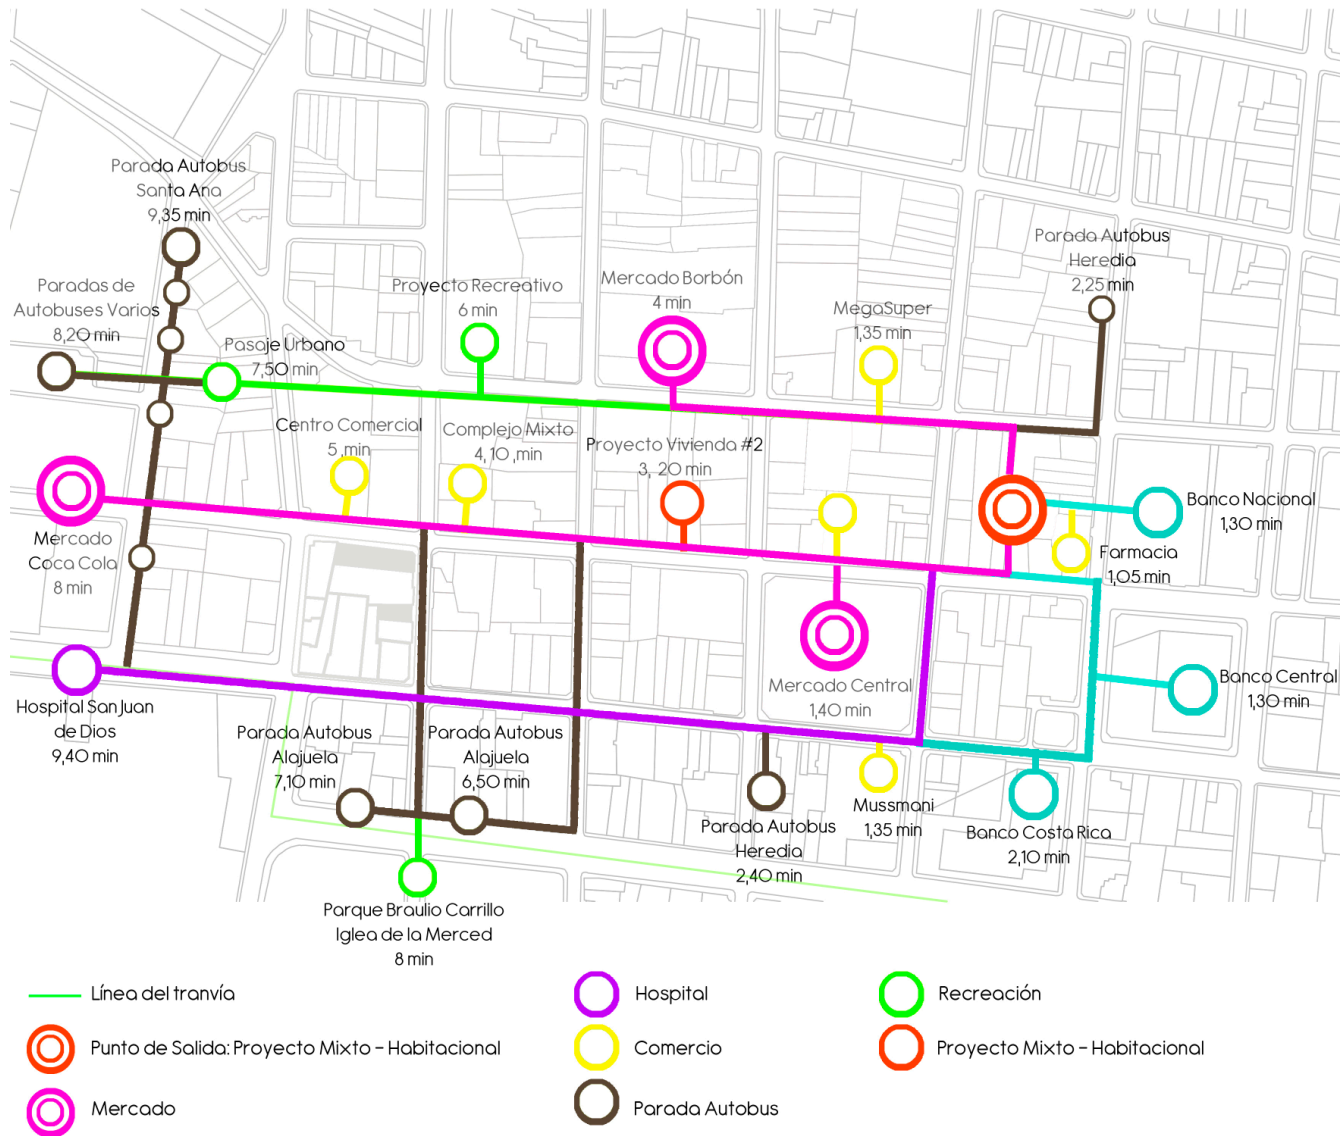 Parada Autobus
Santa Ana
9,35 min
Paradas de
Autobuses Varios
8,20 min
Pasaje Urbano
7,50 min
Proyecto Recreativo
6 min
Mercado Borbón
4 min
MegaSuper
1,35 min
Parada Autobus
Heredia
2,25 min
Centro Comercial
5 ,min
Complejo Mixto
4,10 ,min
Proyecto Vivienda #2
3, 20 min
Banco Nacional
1,30 min
Farmacia
1,05 min
Mercado
Coca Cola
8 min
Mercado Central
1,40 min
Banco Central
1,30 min
Hospital San Juan
de Dios
9,40 min
Parada Autobus
Alajuela
7,10 min
Parada Autobus
Alajuela
6,50 min
Parada Autobus
Heredia
2,40 min
Mussmani
1,35 min
Banco Costa Rica
2,10 min
Parque Braulio Carrillo
Iglea de la Merced
8 min
Línea del tranvía
Hospital
Recreación
Punto de Salida: Proyecto Mixto - Habitacional
Comercio
Proyecto Mixto - Habitacional
Mercado
Parada Autobus